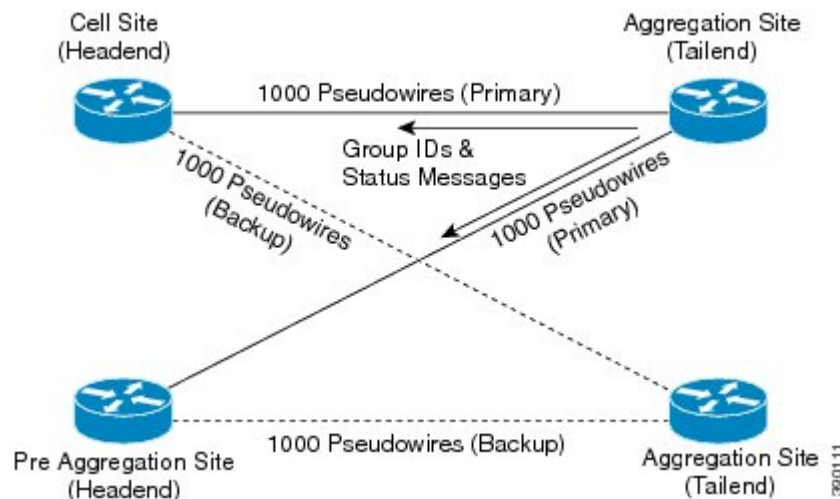 Cell Site
(Headend)
Aggregation Site
(Tailend)
1000 Pseudowires (Primary)
Group IDs &
Status Messages
1000 Pseudowires
(Backup)
1000 Pseudowires
(Primary)
1000 Pseudowires (Backup)
Pre Aggregation Site
(Headend)
Aggregation Site
(Tailend)